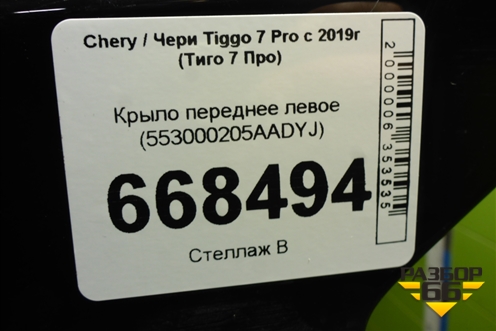 Chery / Чери Tiggo 7 Pro с 2019г
(Тиго 7 Про)
Крыло переднее левое
(553000205AADYJ)
668494
Стеллаж В
2000006353535
РАЗБОР
66